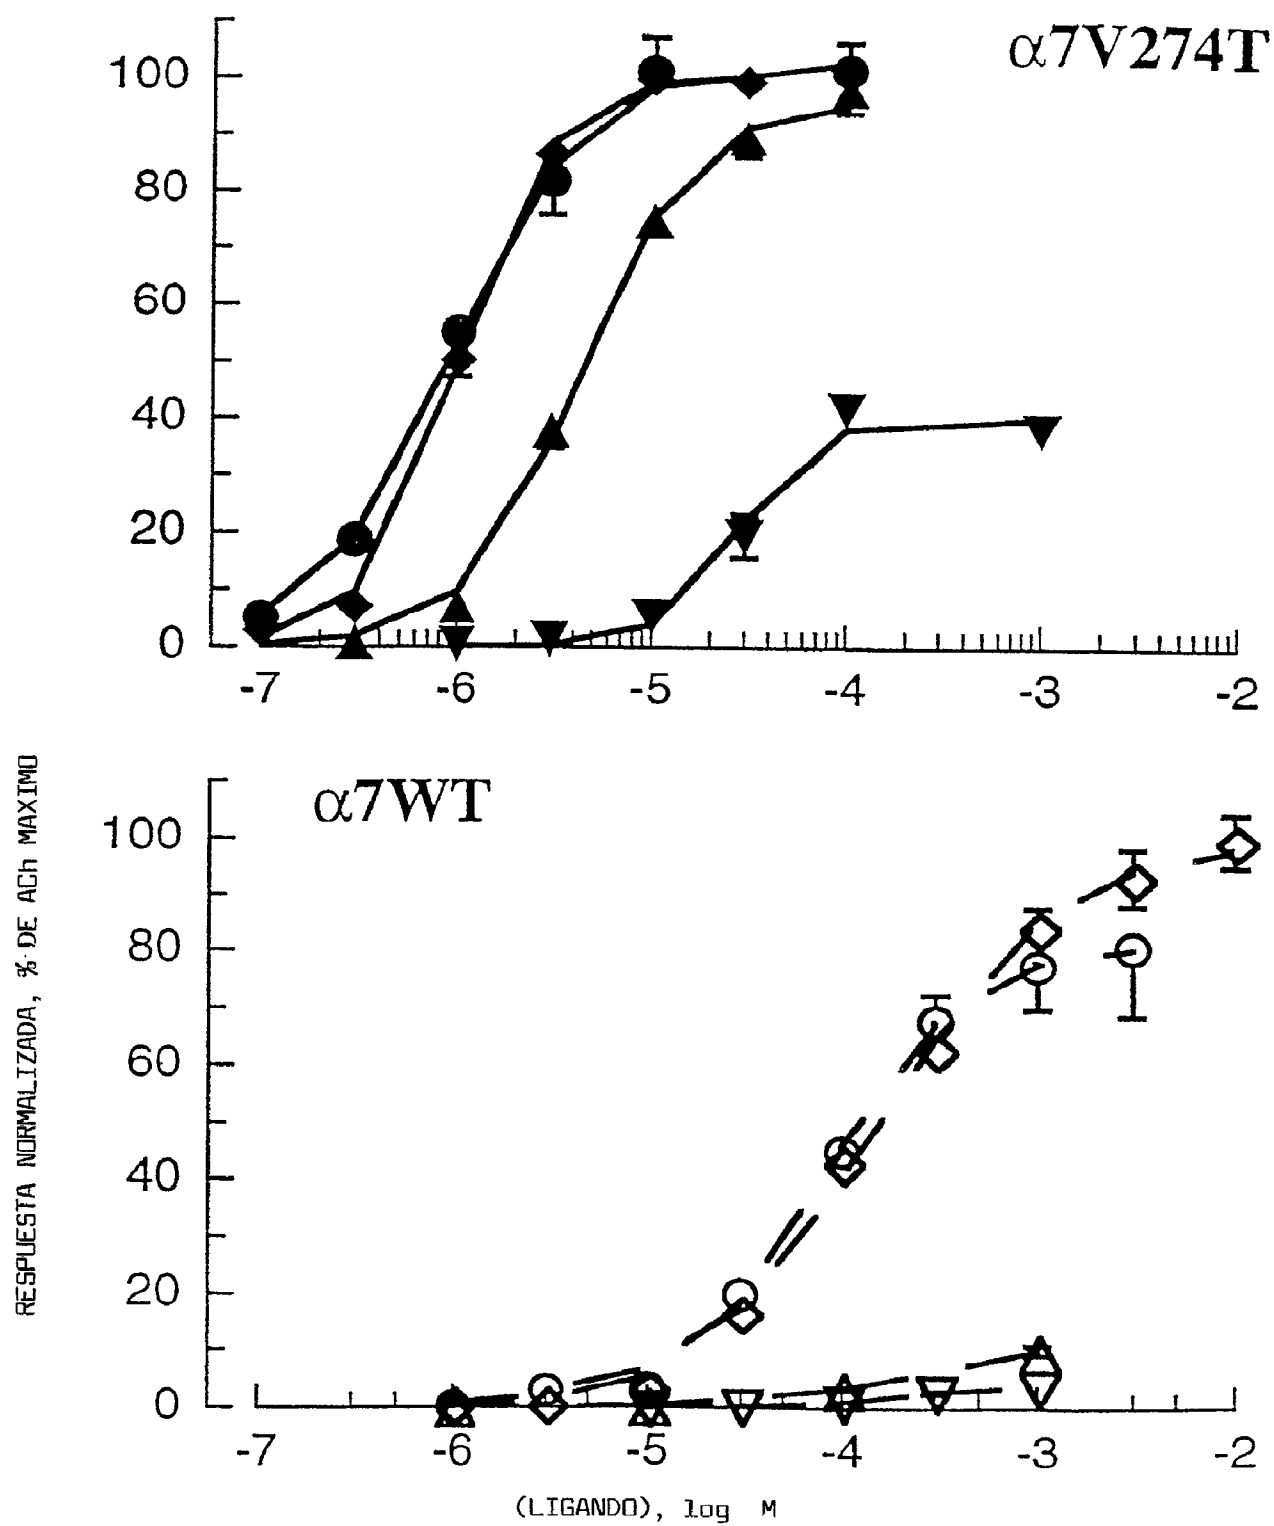 α7V274T
100
80
60
40
20
0
-7 -6 -5 -4 -3 -2
α7WT
100
80
60
40
20
0
-7 -6 -5 -4 -3 -2
RESPUESTA NORMALIZADA, % DE ACh MAXIMO
(LIGANDO), log M